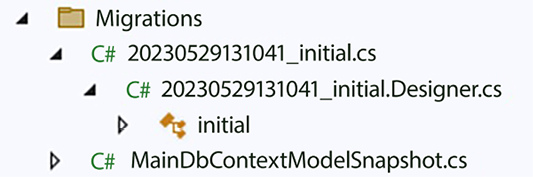 Migrations
C# 20230529131041_initial.cs
C# 20230529131041_initial.Designer.cs
initial
C# MainDbContextModelSnapshot.cs